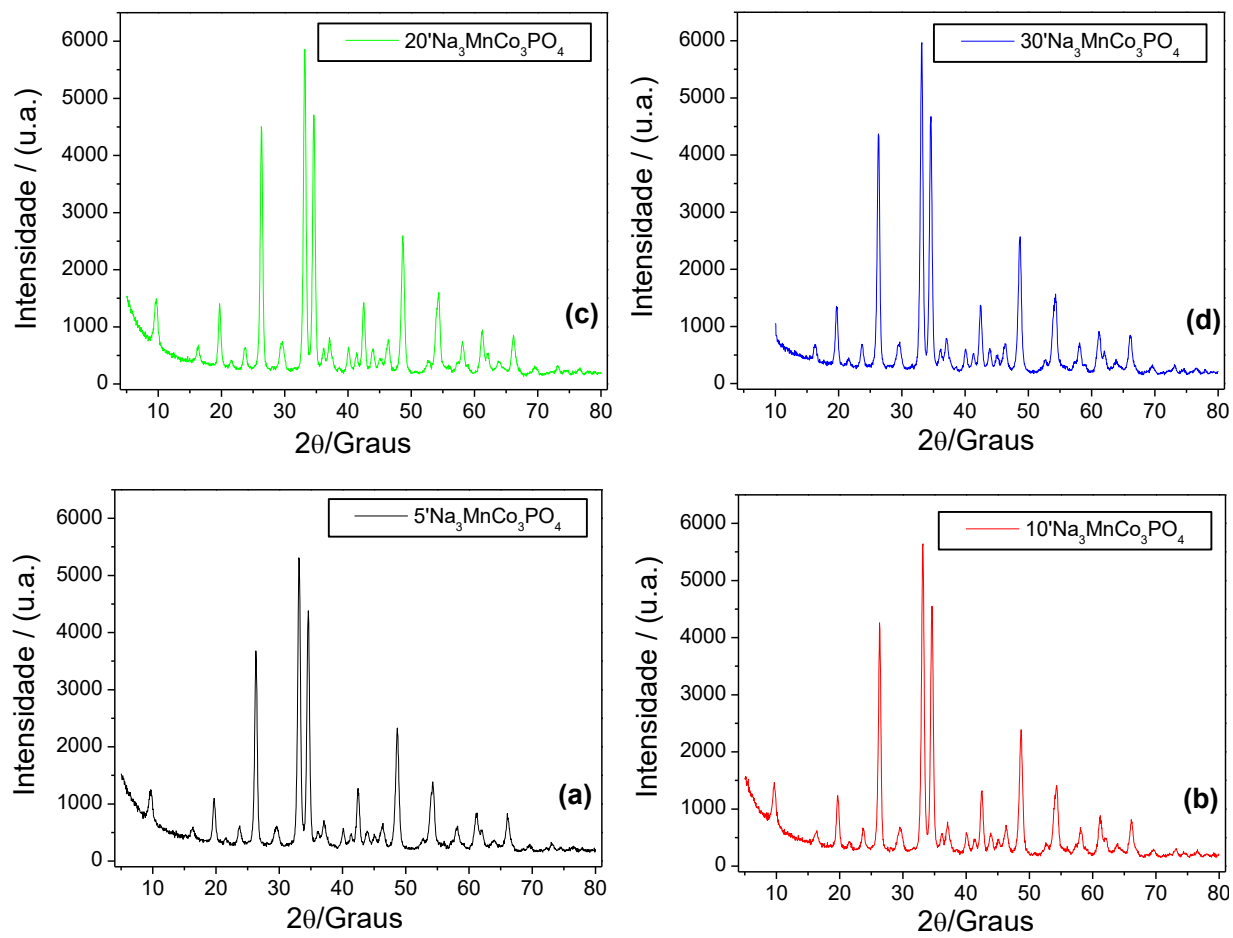 20'Na₃MnCo₃PO₄
Intensidade / (u.a.)
6000
5000
4000
3000
2000
1000
0
(c)
10 20 30 40 50 60 70 80
2θ/Graus
30'Na₃MnCo₃PO₄
Intensidade / (u.a.)
6000
5000
4000
3000
2000
1000
0
(d)
10 20 30 40 50 60 70 80
2θ/Graus
5'Na₃MnCo₃PO₄
Intensidade / (u.a.)
6000
5000
4000
3000
2000
1000
0
(a)
10 20 30 40 50 60 70 80
2θ/Graus
10'Na₃MnCo₃PO₄
Intensidade / (u.a.)
6000
5000
4000
3000
2000
1000
0
(b)
10 20 30 40 50 60 70 80
2θ/Graus